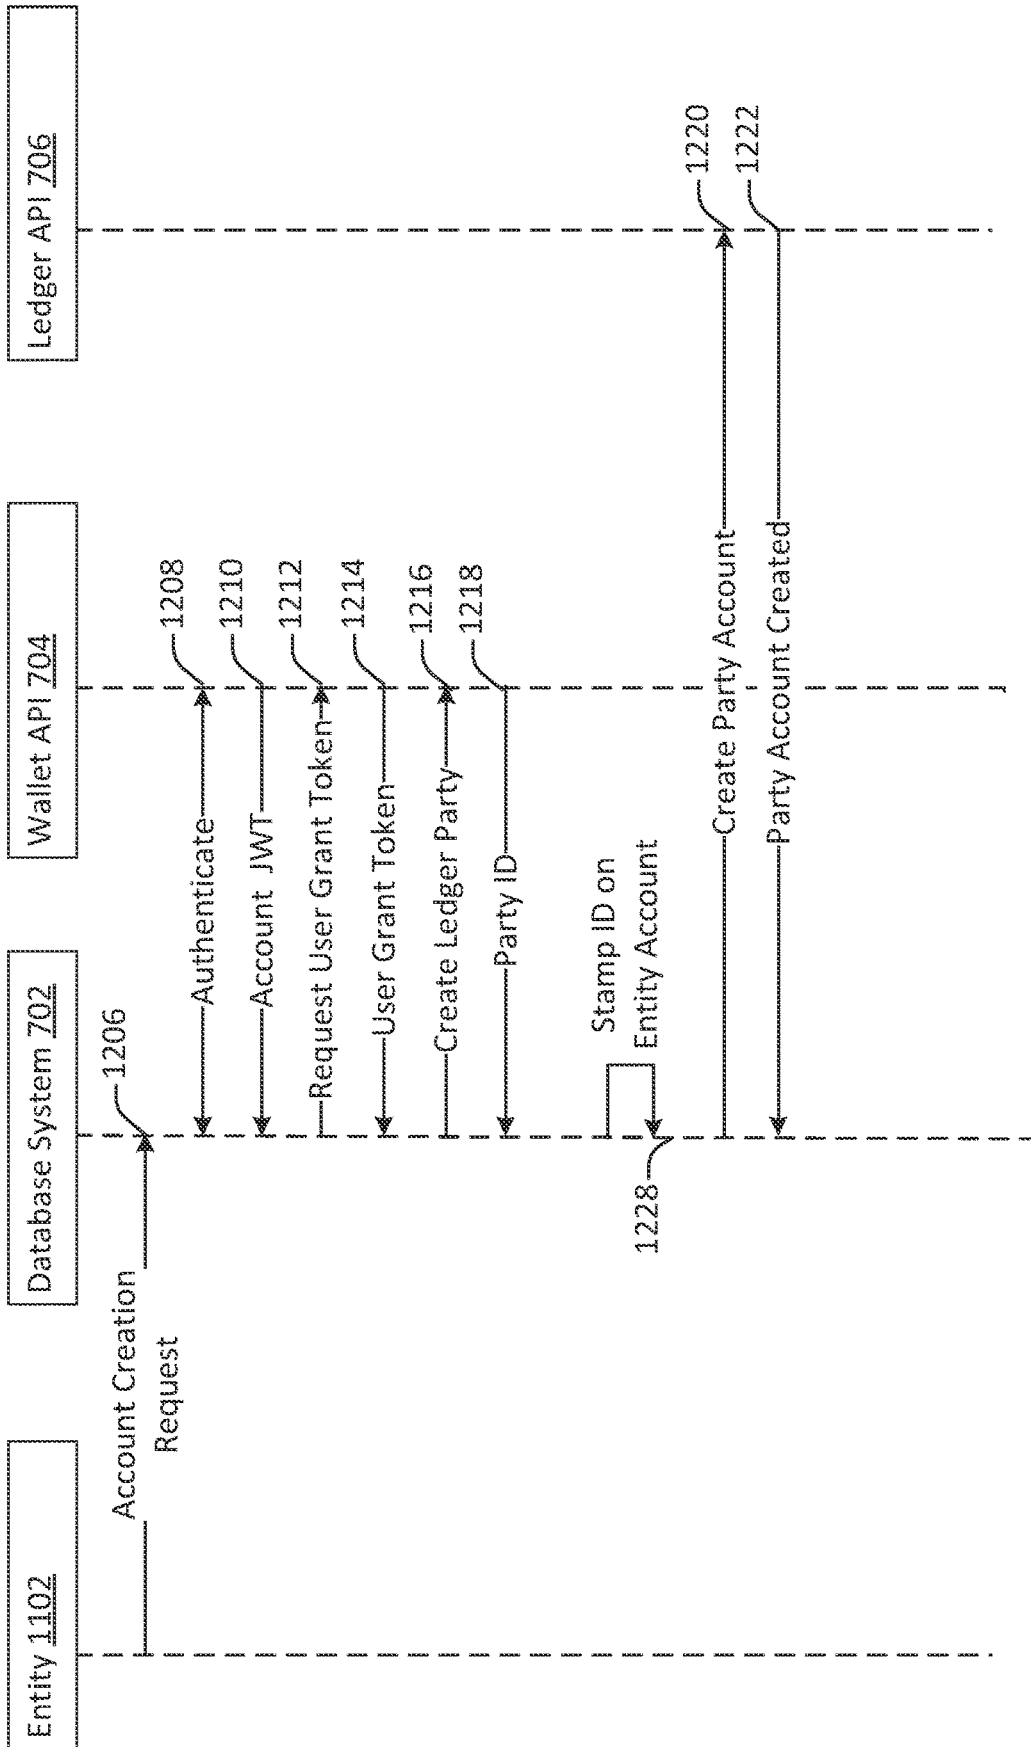 Entity 1102
Database System 702
Wallet API 704
Ledger API 706
Account Creation
Request
1206
Authenticate
1208
Account JWT
1210
Request User Grant Token
1212
User Grant Token
1214
Create Ledger Party
1216
Party ID
1218
Stamp ID on
Entity Account
1228
Create Party Account
1220
Party Account Created
1222